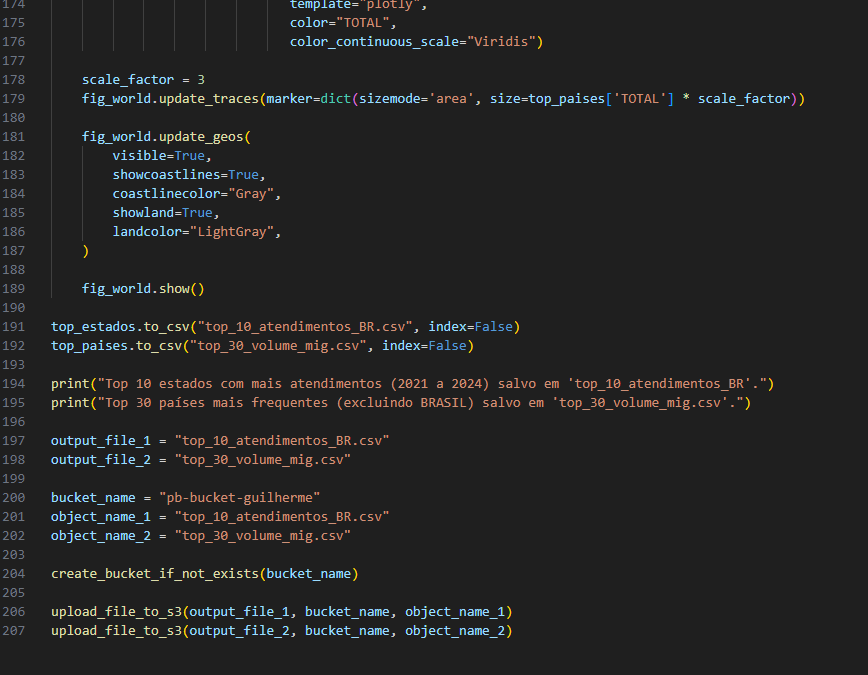 174 template="plotly",
175 color="TOTAL",
176 color_continuous_scale="Viridis")
177
178 scale_factor = 3
179 fig_world.update_traces(marker=dict(sizemode='area', size=top_paises['TOTAL'] * scale_factor))
180
181 fig_world.update_geos(
182 visible=True,
183 showcoastlines=True,
184 coastlinecolor="Gray",
185 showland=True,
186 landcolor="LightGray",
187 )
188
189 fig_world.show()
190
191 top_estados.to_csv("top_10_atendimentos_BR.csv", index=False)
192 top_paises.to_csv("top_30_volume_mig.csv", index=False)
193
194 print("Top 10 estados com mais atendimentos (2021 a 2024) salvo em 'top_10_atendimentos_BR'.")
195 print("Top 30 países mais frequentes (excluindo BRASIL) salvo em 'top_30_volume_mig.csv'.")
196
197 output_file_1 = "top_10_atendimentos_BR.csv"
198 output_file_2 = "top_30_volume_mig.csv"
199
200 bucket_name = "pb-bucket-guilherme"
201 object_name_1 = "top_10_atendimentos_BR.csv"
202 object_name_2 = "top_30_volume_mig.csv"
203
204 create_bucket_if_not_exists(bucket_name)
205
206 upload_file_to_s3(output_file_1, bucket_name, object_name_1)
207 upload_file_to_s3(output_file_2, bucket_name, object_name_2)